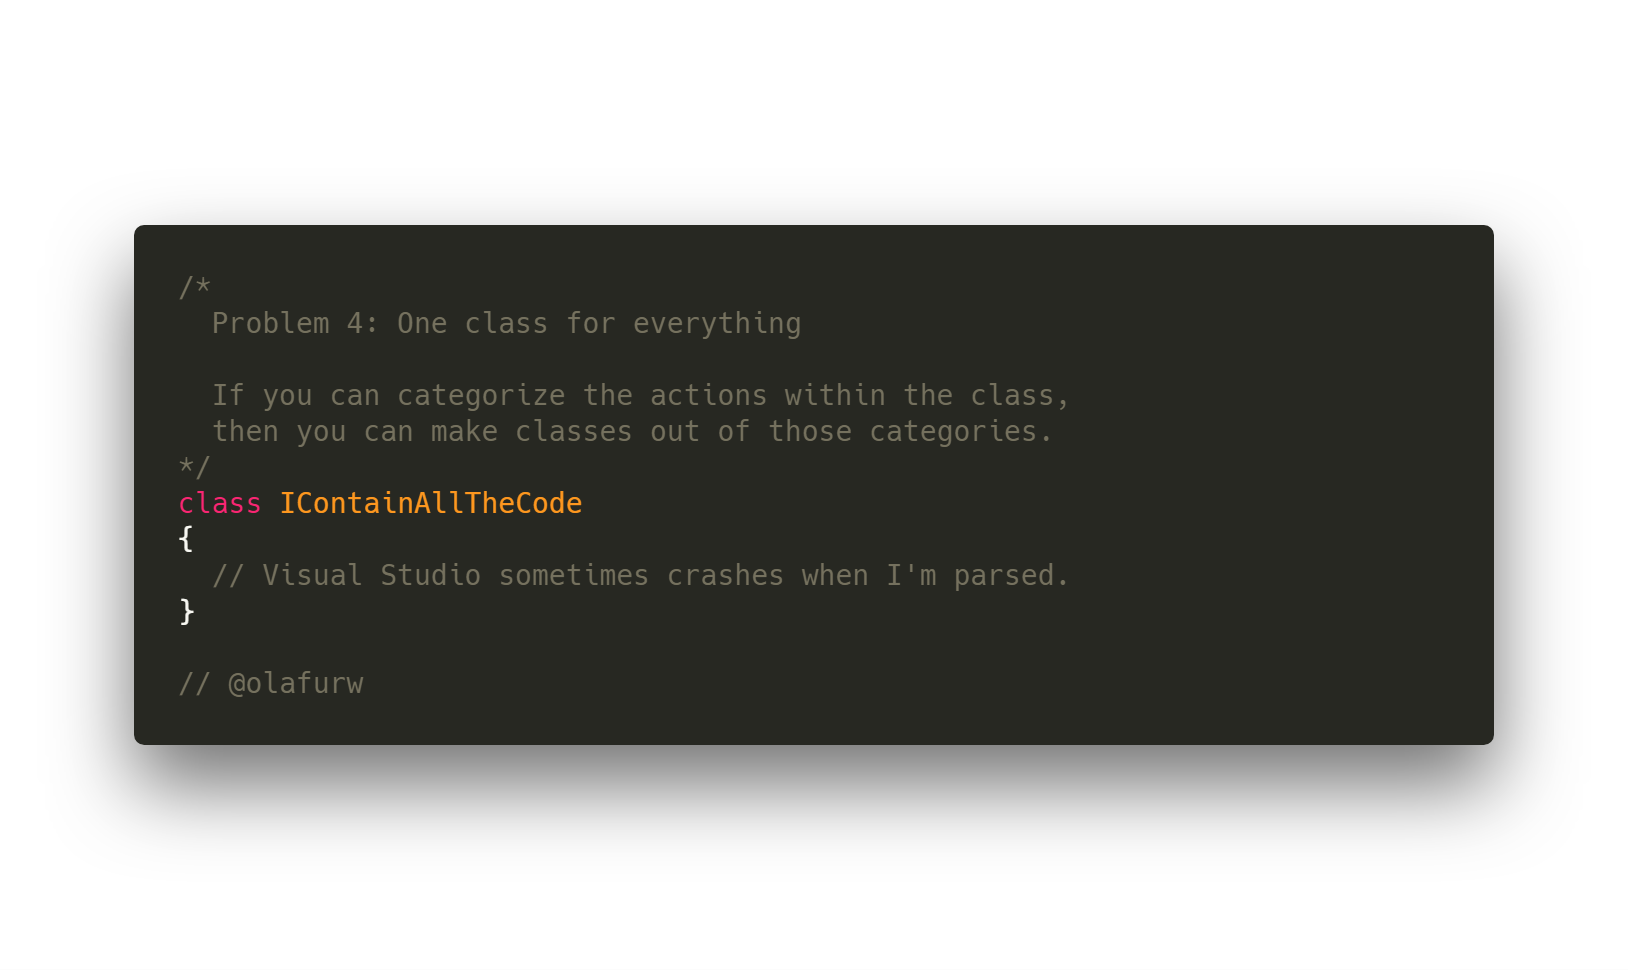 /*
  Problem 4: One class for everything

  If you can categorize the actions within the class,
  then you can make classes out of those categories.
*/
class IContainAllTheCode
{
  // Visual Studio sometimes crashes when I'm parsed.
}

// @olafurw